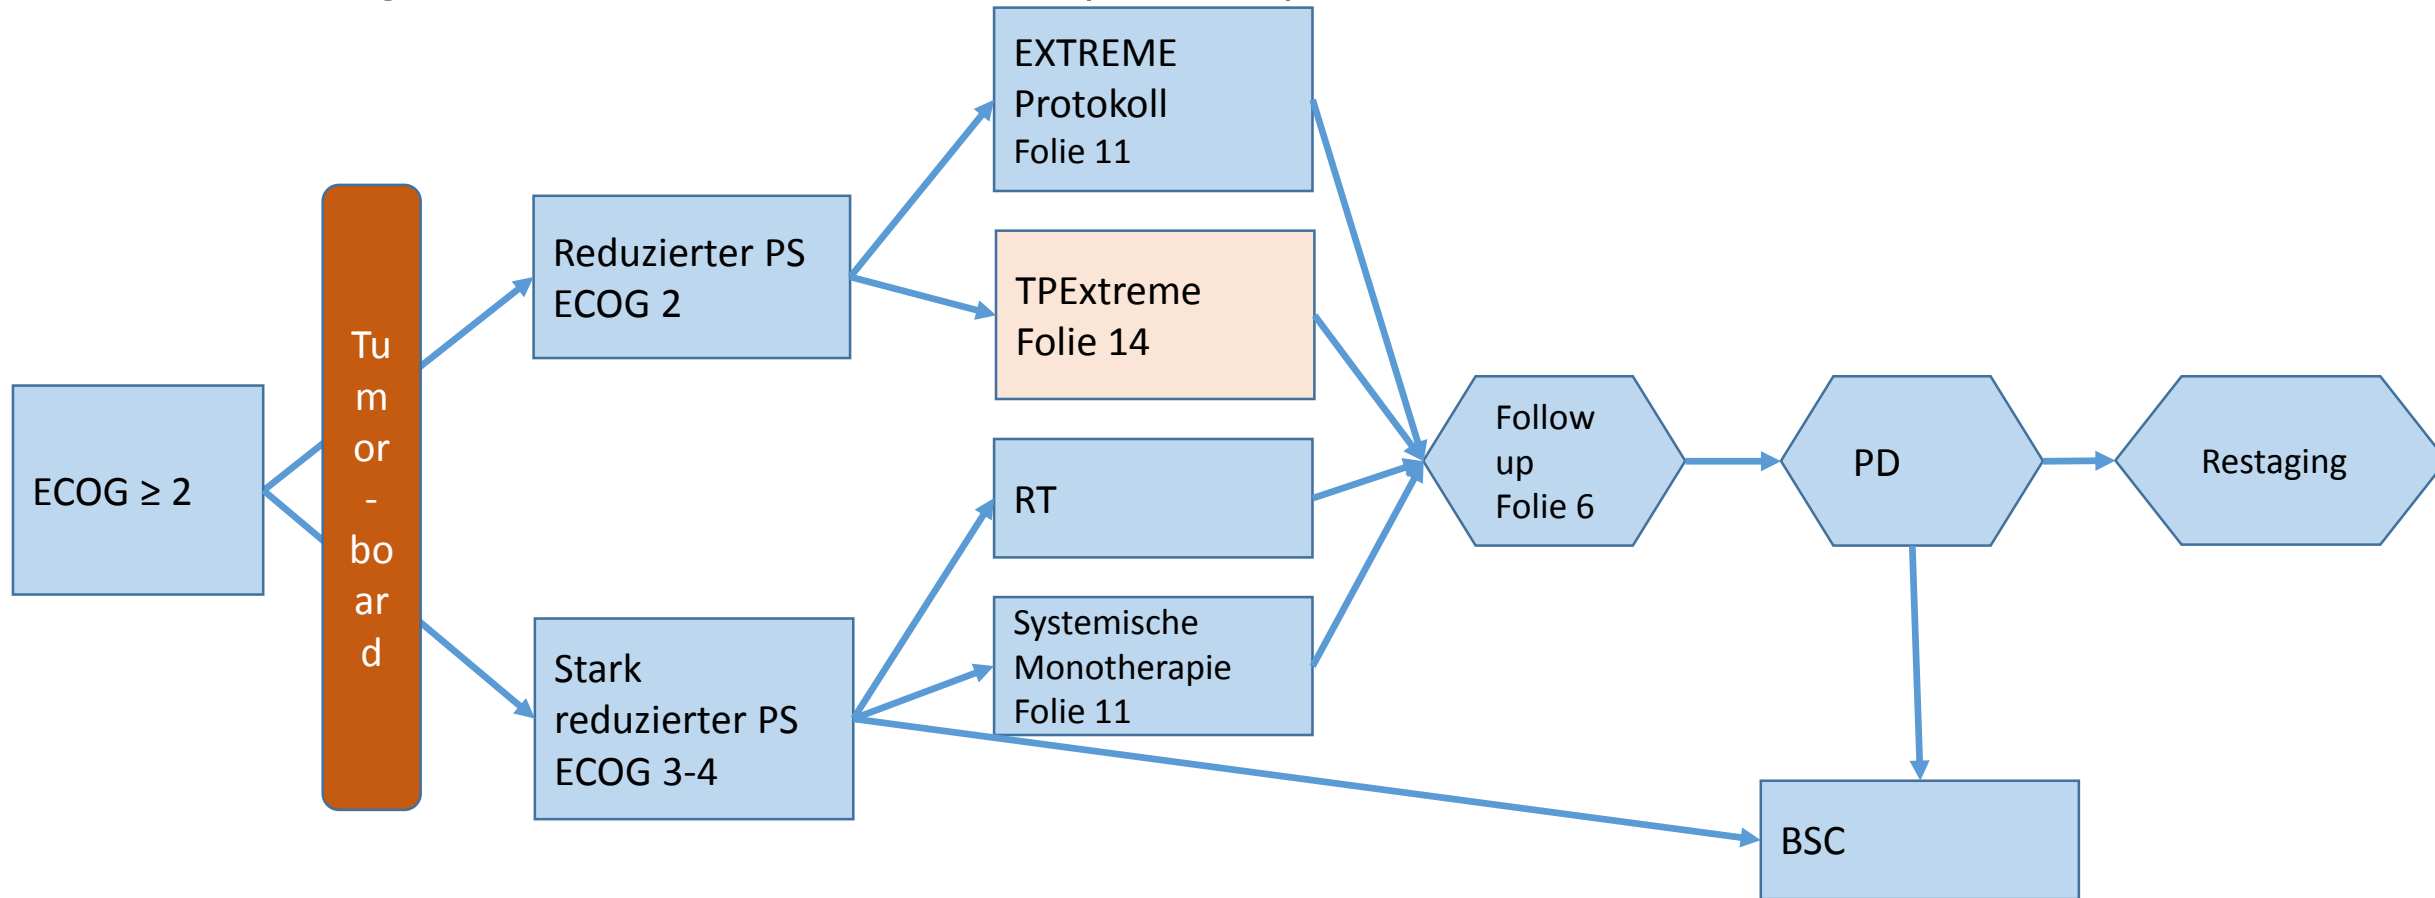 ECOG ≥ 2
Tu
m
or
-
bo
ar
d
Reduzierter PS
ECOG 2
Stark
reduzierter PS
ECOG 3-4
EXTREME
Protokoll
Folie 11
TPExtreme
Folie 14
RT
Systemische
Monotherapie
Folie 11
Follow
up
Folie 6
PD
Restaging
BSC